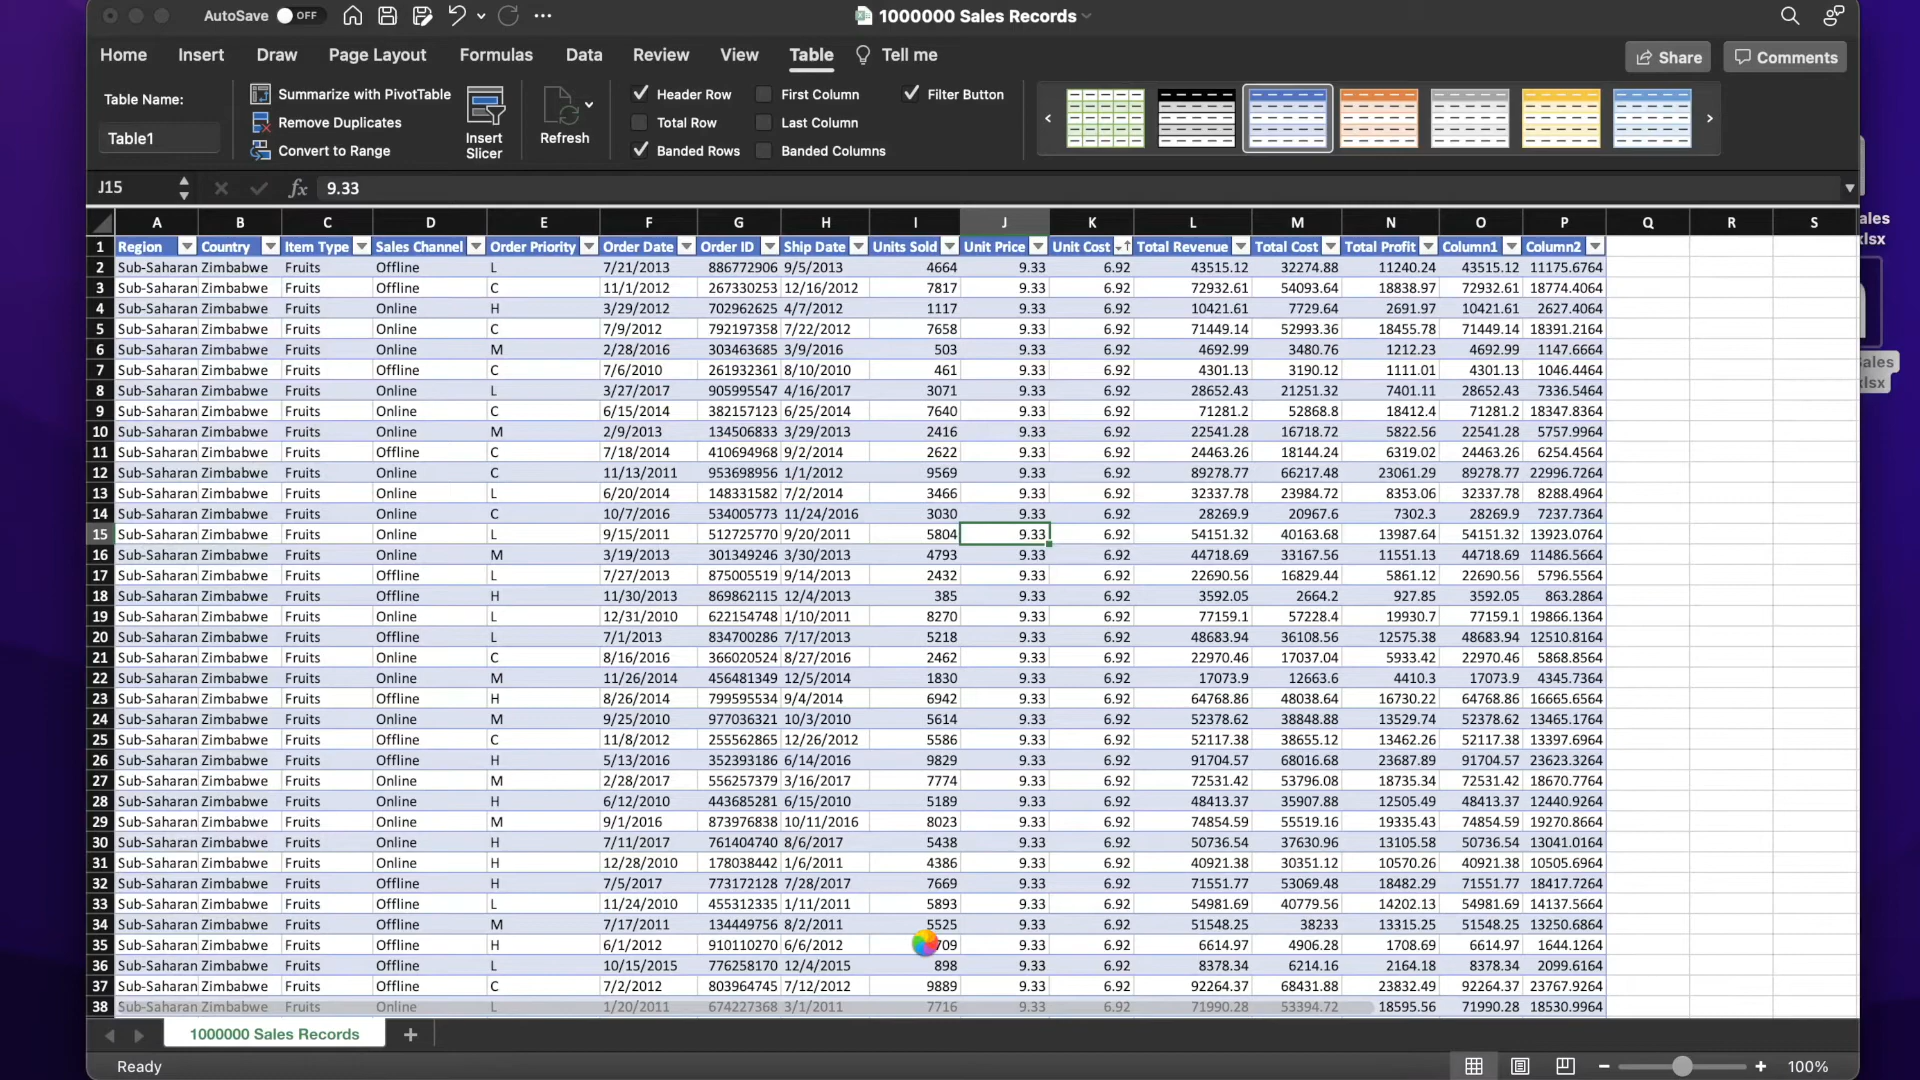 AutoSave OFF 1000000 Sales Records
Home Insert Draw Page Layout Formulas Data Review View Table Tell me Share Comments
Table Name: Summarize with PivotTable Header Row First Column Filter Button
Table1 Remove Duplicates Insert Slicer Refresh Total Row Last Column
Convert to Range Banded Rows Banded Columns
J15 fx 9.33
A B C D E F G H I J K L M N O P Q R S
1 Region Country Item Type Sales Channel Order Priority Order Date Order ID Ship Date Units Sold Unit Price Unit Cost Total Revenue Total Cost Total Profit Column1 Column2
2 Sub-Saharan Zimbabwe Fruits Offline L 7/21/2013 886772906 9/5/2013 4664 9.33 6.92 43515.12 32274.88 11240.24 43515.12 11175.6764
3 Sub-Saharan Zimbabwe Fruits Offline C 11/1/2012 267330253 12/16/2012 7817 9.33 6.92 72932.61 54093.64 18838.97 72932.61 18774.4064
4 Sub-Saharan Zimbabwe Fruits Online H 3/29/2012 702962625 4/7/2012 1117 9.33 6.92 10421.61 7729.64 2691.97 10421.61 2627.4064
5 Sub-Saharan Zimbabwe Fruits Online C 7/9/2012 792197358 7/22/2012 7658 9.33 6.92 71449.14 52993.36 18455.78 71449.14 18391.2164
6 Sub-Saharan Zimbabwe Fruits Online M 2/28/2016 303463685 3/9/2016 503 9.33 6.92 4692.99 3480.76 1212.23 4692.99 1147.6664
7 Sub-Saharan Zimbabwe Fruits Offline C 7/6/2010 261932361 8/10/2010 461 9.33 6.92 4301.13 3190.12 1111.01 4301.13 1046.4464
8 Sub-Saharan Zimbabwe Fruits Online L 3/27/2017 905995547 4/16/2017 3071 9.33 6.92 28652.43 21251.32 7401.11 28652.43 7336.5464
9 Sub-Saharan Zimbabwe Fruits Online C 6/15/2014 382157123 6/25/2014 7640 9.33 6.92 71281.2 52868.8 18412.4 71281.2 18347.8364
10 Sub-Saharan Zimbabwe Fruits Online M 2/9/2013 134506833 3/29/2013 2416 9.33 6.92 22541.28 16718.72 5822.56 22541.28 5757.9964
11 Sub-Saharan Zimbabwe Fruits Offline C 7/18/2014 410694968 9/2/2014 2622 9.33 6.92 24463.26 18144.24 6319.02 24463.26 6254.4564
12 Sub-Saharan Zimbabwe Fruits Online C 11/13/2011 953698956 1/1/2012 9569 9.33 6.92 89278.77 66217.48 23061.29 89278.77 22996.7264
13 Sub-Saharan Zimbabwe Fruits Online L 6/20/2014 148331582 7/2/2014 3466 9.33 6.92 32337.78 23984.72 8353.06 32337.78 8288.4964
14 Sub-Saharan Zimbabwe Fruits Online C 10/7/2016 534005773 11/24/2016 3030 9.33 6.92 28269.9 20967.6 7302.3 28269.9 7237.7364
15 Sub-Saharan Zimbabwe Fruits Online L 9/15/2011 512725770 9/20/2011 5804 9.33 6.92 54151.32 40163.68 13987.64 54151.32 13923.0764
16 Sub-Saharan Zimbabwe Fruits Online M 3/19/2013 301349246 3/30/2013 4793 9.33 6.92 44718.69 33167.56 11551.13 44718.69 11486.5664
17 Sub-Saharan Zimbabwe Fruits Offline L 7/27/2013 875005519 9/14/2013 2432 9.33 6.92 22690.56 16829.44 5861.12 22690.56 5796.5564
18 Sub-Saharan Zimbabwe Fruits Offline H 11/30/2013 869862115 12/4/2013 385 9.33 6.92 3592.05 2664.2 927.85 3592.05 863.2864
19 Sub-Saharan Zimbabwe Fruits Online L 12/31/2010 622154748 1/10/2011 8270 9.33 6.92 77159.1 57228.4 19930.7 77159.1 19866.1364
20 Sub-Saharan Zimbabwe Fruits Offline L 7/1/2013 834700286 7/17/2013 5218 9.33 6.92 48683.94 36108.56 12575.38 48683.94 12510.8164
21 Sub-Saharan Zimbabwe Fruits Online C 8/16/2016 366020524 8/27/2016 2462 9.33 6.92 22970.46 17037.04 5933.42 22970.46 5868.8564
22 Sub-Saharan Zimbabwe Fruits Online M 11/26/2014 456481349 12/5/2014 1830 9.33 6.92 17073.9 12663.6 4410.3 17073.9 4345.7364
23 Sub-Saharan Zimbabwe Fruits Offline H 8/26/2014 799595534 9/4/2014 6942 9.33 6.92 64768.86 48038.64 16730.22 64768.86 16665.6564
24 Sub-Saharan Zimbabwe Fruits Online M 9/25/2010 977036321 10/3/2010 5614 9.33 6.92 52378.62 38848.88 13529.74 52378.62 13465.1764
25 Sub-Saharan Zimbabwe Fruits Offline C 11/8/2012 255562865 12/26/2012 5586 9.33 6.92 52117.38 38655.12 13462.26 52117.38 13397.6964
26 Sub-Saharan Zimbabwe Fruits Offline H 5/13/2016 352393186 6/14/2016 9829 9.33 6.92 91704.57 68016.68 23687.89 91704.57 23623.3264
27 Sub-Saharan Zimbabwe Fruits Online M 2/28/2017 556257379 3/16/2017 7774 9.33 6.92 72531.42 53796.08 18735.34 72531.42 18670.7764
28 Sub-Saharan Zimbabwe Fruits Online H 6/12/2010 443685281 6/15/2010 5189 9.33 6.92 48413.37 35907.88 12505.49 48413.37 12440.9264
29 Sub-Saharan Zimbabwe Fruits Online M 9/1/2016 873976838 10/11/2016 8023 9.33 6.92 74854.59 55519.16 19335.43 74854.59 19270.8664
30 Sub-Saharan Zimbabwe Fruits Online H 7/11/2017 761404740 8/6/2017 5438 9.33 6.92 50736.54 37630.96 13105.58 50736.54 13041.0164
31 Sub-Saharan Zimbabwe Fruits Online H 12/28/2010 178038442 1/6/2011 4386 9.33 6.92 40921.38 30351.12 10570.26 40921.38 10505.6964
32 Sub-Saharan Zimbabwe Fruits Offline H 7/5/2017 773172128 7/28/2017 7669 9.33 6.92 71551.77 53069.48 18482.29 71551.77 18417.7264
33 Sub-Saharan Zimbabwe Fruits Offline L 11/24/2010 455312335 1/11/2011 5893 9.33 6.92 54981.69 40779.56 14202.13 54981.69 14137.5664
34 Sub-Saharan Zimbabwe Fruits Offline M 7/17/2011 134449756 8/2/2011 5525 9.33 6.92 51548.25 38233 13315.25 51548.25 13250.6864
35 Sub-Saharan Zimbabwe Fruits Offline H 6/1/2012 910110270 6/6/2012 709 9.33 6.92 6614.97 4906.28 1708.69 6614.97 1644.1264
36 Sub-Saharan Zimbabwe Fruits Offline L 10/15/2015 776258170 12/4/2015 898 9.33 6.92 8378.34 6214.16 2164.18 8378.34 2099.6164
37 Sub-Saharan Zimbabwe Fruits Offline C 7/2/2012 803964745 7/12/2012 9889 9.33 6.92 92264.37 68431.88 23832.49 92264.37 23767.9264
38 Sub-Saharan Zimbabwe Fruits Online L 1/20/2011 674227368 3/1/2011 7716 9.33 6.92 71990.28 53394.72 18595.56 71990.28 18530.9964
1000000 Sales Records
Ready 100%